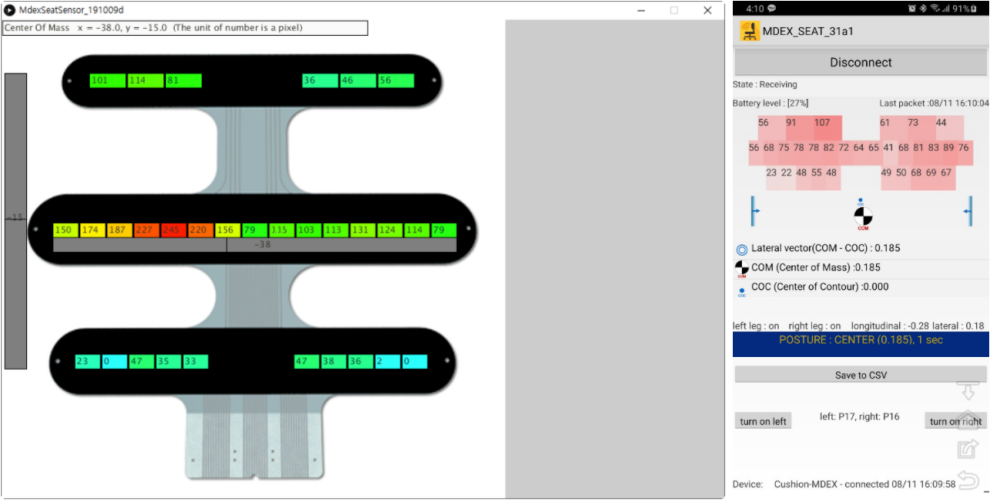 MdexSeatSensor_191009d
Center Of Mass x = -38.0, y = -15.0 (The unit of number is a pixel)
101 114 81 36 46 56
-15
150 174 187 227 245 220 156 79 115 103 113 131 124 114 79
-38
23 0 47 35 33 47 38 36 2 0
4:10 91%
MDEX_SEAT_31a1
Disconnect
State : Receiving
Battery level : [27%] Last packet :08/11 16:10:04
56 91 107 61 73 44
56 68 75 78 78 82 72 64 65 41 68 81 83 89 76
23 22 48 55 48 49 50 68 69 67
COC
COM
Lateral vector(COM - COC) : 0.185
COM (Center of Mass) :0.185
COM
COC (Center of Contour) :0.000
COC
left leg : on right leg : on longitudinal : -0.28 lateral : 0.18
POSTURE : CENTER (0.185), 1 sec
Save to CSV
turn on left left: P17, right: P16 turn on right
Device: Cushion-MDEX - connected 08/11 16:09:58